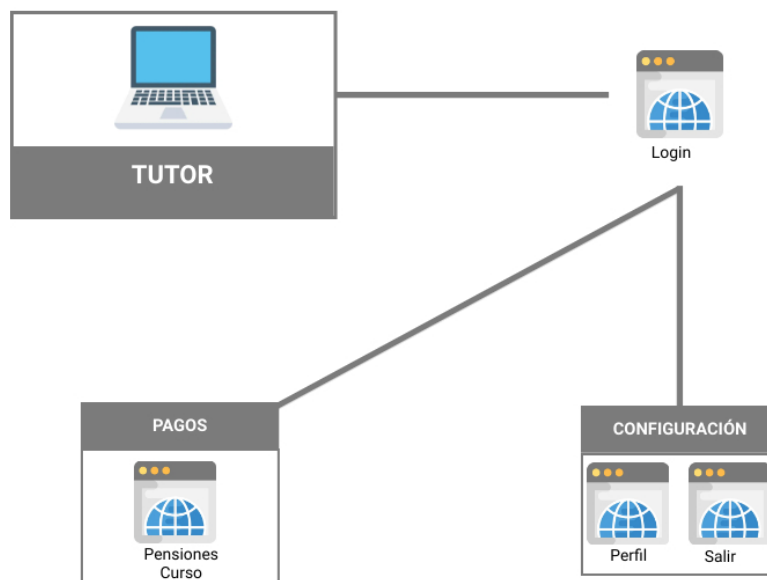 TUTOR
Login
PAGOS
Pensiones
Curso
CONFIGURACIÓN
Perfil
Salir